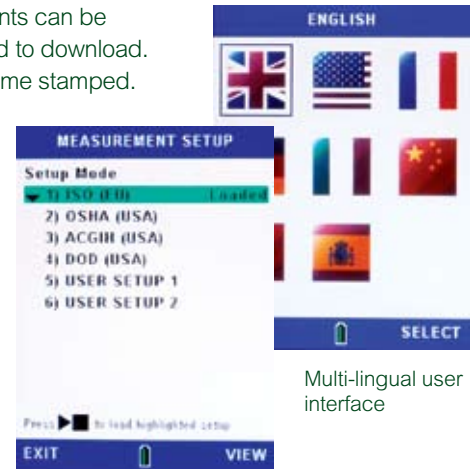 nts can be
d to download.
me stamped.
ENGLISH
SELECT
Multi-lingual user
interface
MEASUREMENT SETUP
Setup Mode
1) ISO (EU) Loaded
2) OSHA (USA)
3) ACGIH (USA)
4) DOD (USA)
5) USER SETUP 1
6) USER SETUP 2
Press ▶■ to load highlighted setup
EXIT VIEW